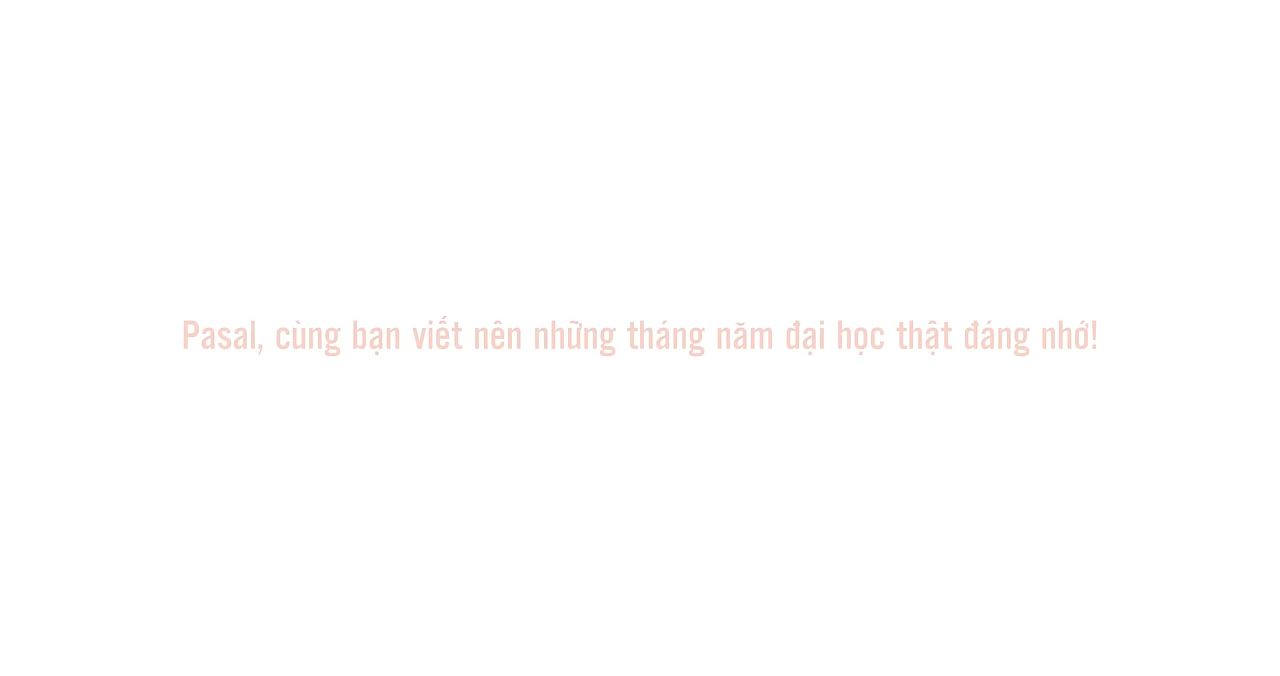 Pasal, cùng bạn viết nên những tháng năm đại học thật đáng nhớ!